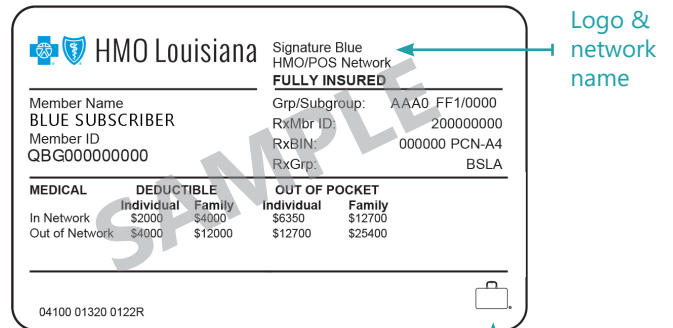 HMO Louisiana
Signature Blue
HMO/POS Network
FULLY INSURED
Logo &
network
name
Member Name
BLUE SUBSCRIBER
Member ID
QBG000000000
Grp/Subgroup: AAA0 FF1/0000
RxMbr ID: 200000000
RxBIN: 000000 PCN-A4
RxGrp: BSLA
SAMPLE
MEDICAL DEDUCTIBLE OUT OF POCKET
Individual Family Individual Family
In Network $2000 $4000 $6350 $12700
Out of Network $4000 $12000 $12700 $25400
04100 01320 0122R